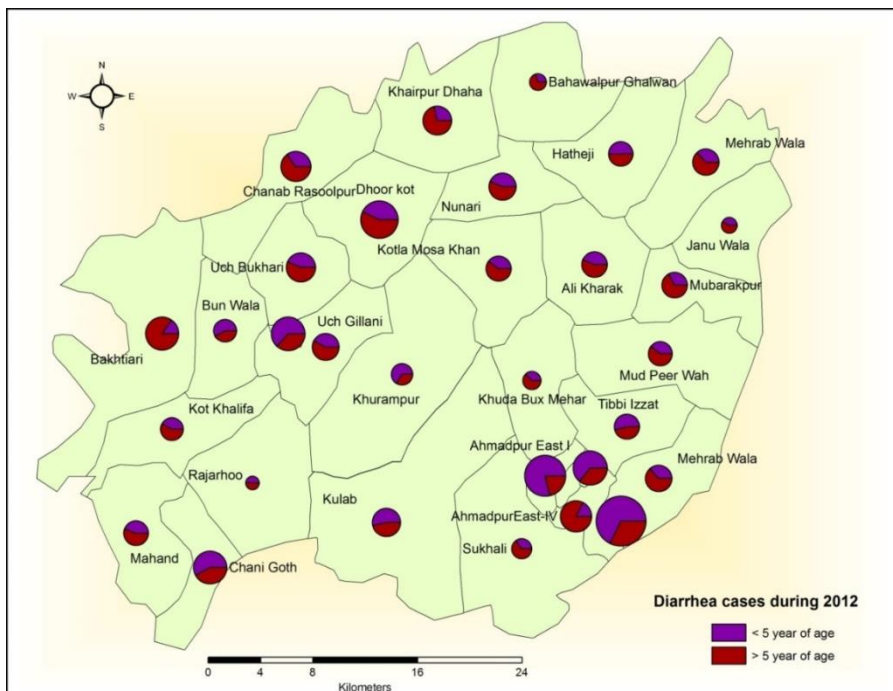 N
W E
S
Bahawalpur Ghalwan
Khairpur Dhaha
Mehrab Wala
Hatheji
Chanab Rasoolpur
Dhoor kot
Nunari
Janu Wala
Kotla Mosa Khan
Uch Bukhari
Ali Kharak
Mubarakpur
Bun Wala
Uch Gillani
Bakhtiari
Mud Peer Wah
Khurampur
Khuda Bux Mehar
Tibbi Izzat
Kot Khalifa
Ahmadpur East I
Mehrab Wala
Rajarhoo
Kulab
AhmadpurEast-IV
Sukhali
Mahand
Chani Goth
Diarrhea cases during 2012
< 5 year of age
> 5 year of age
0 4 8 16 24
Kilometers